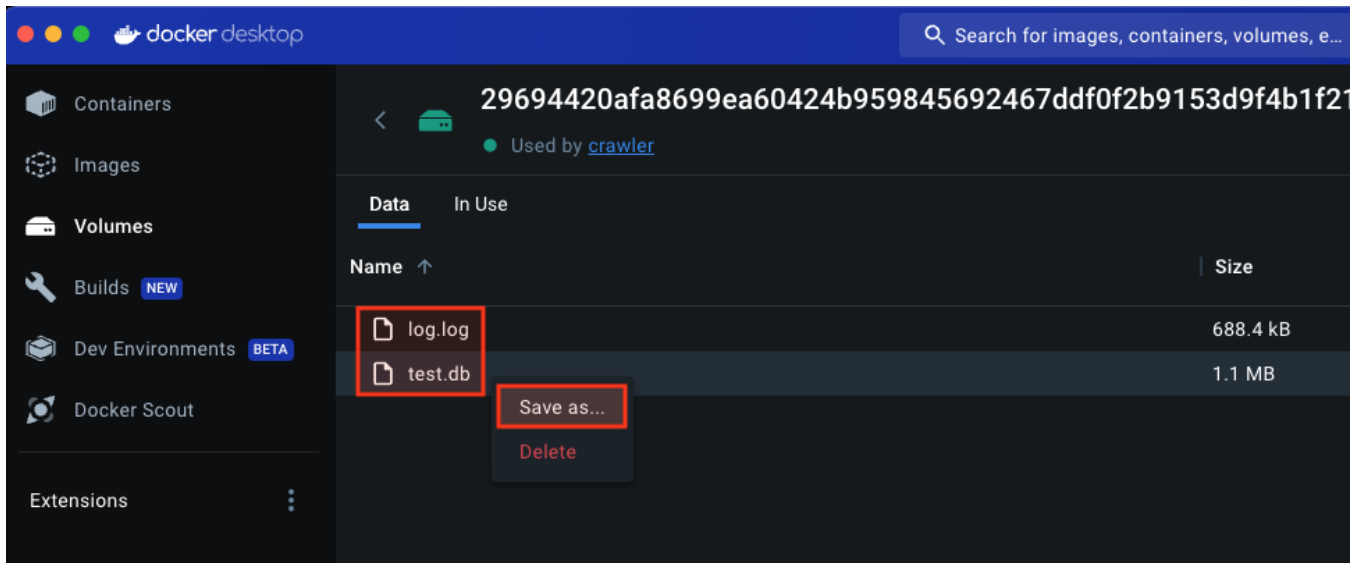 docker desktop
Search for images, containers, volumes, e...
Containers
Images
Volumes
Builds NEW
Dev Environments BETA
Docker Scout
Extensions
29694420afa8699ea60424b959845692467ddf0f2b9153d9f4b1f21
Used by crawler
Data In Use
Name Size
log.log 688.4 kB
test.db 1.1 MB
Save as...
Delete